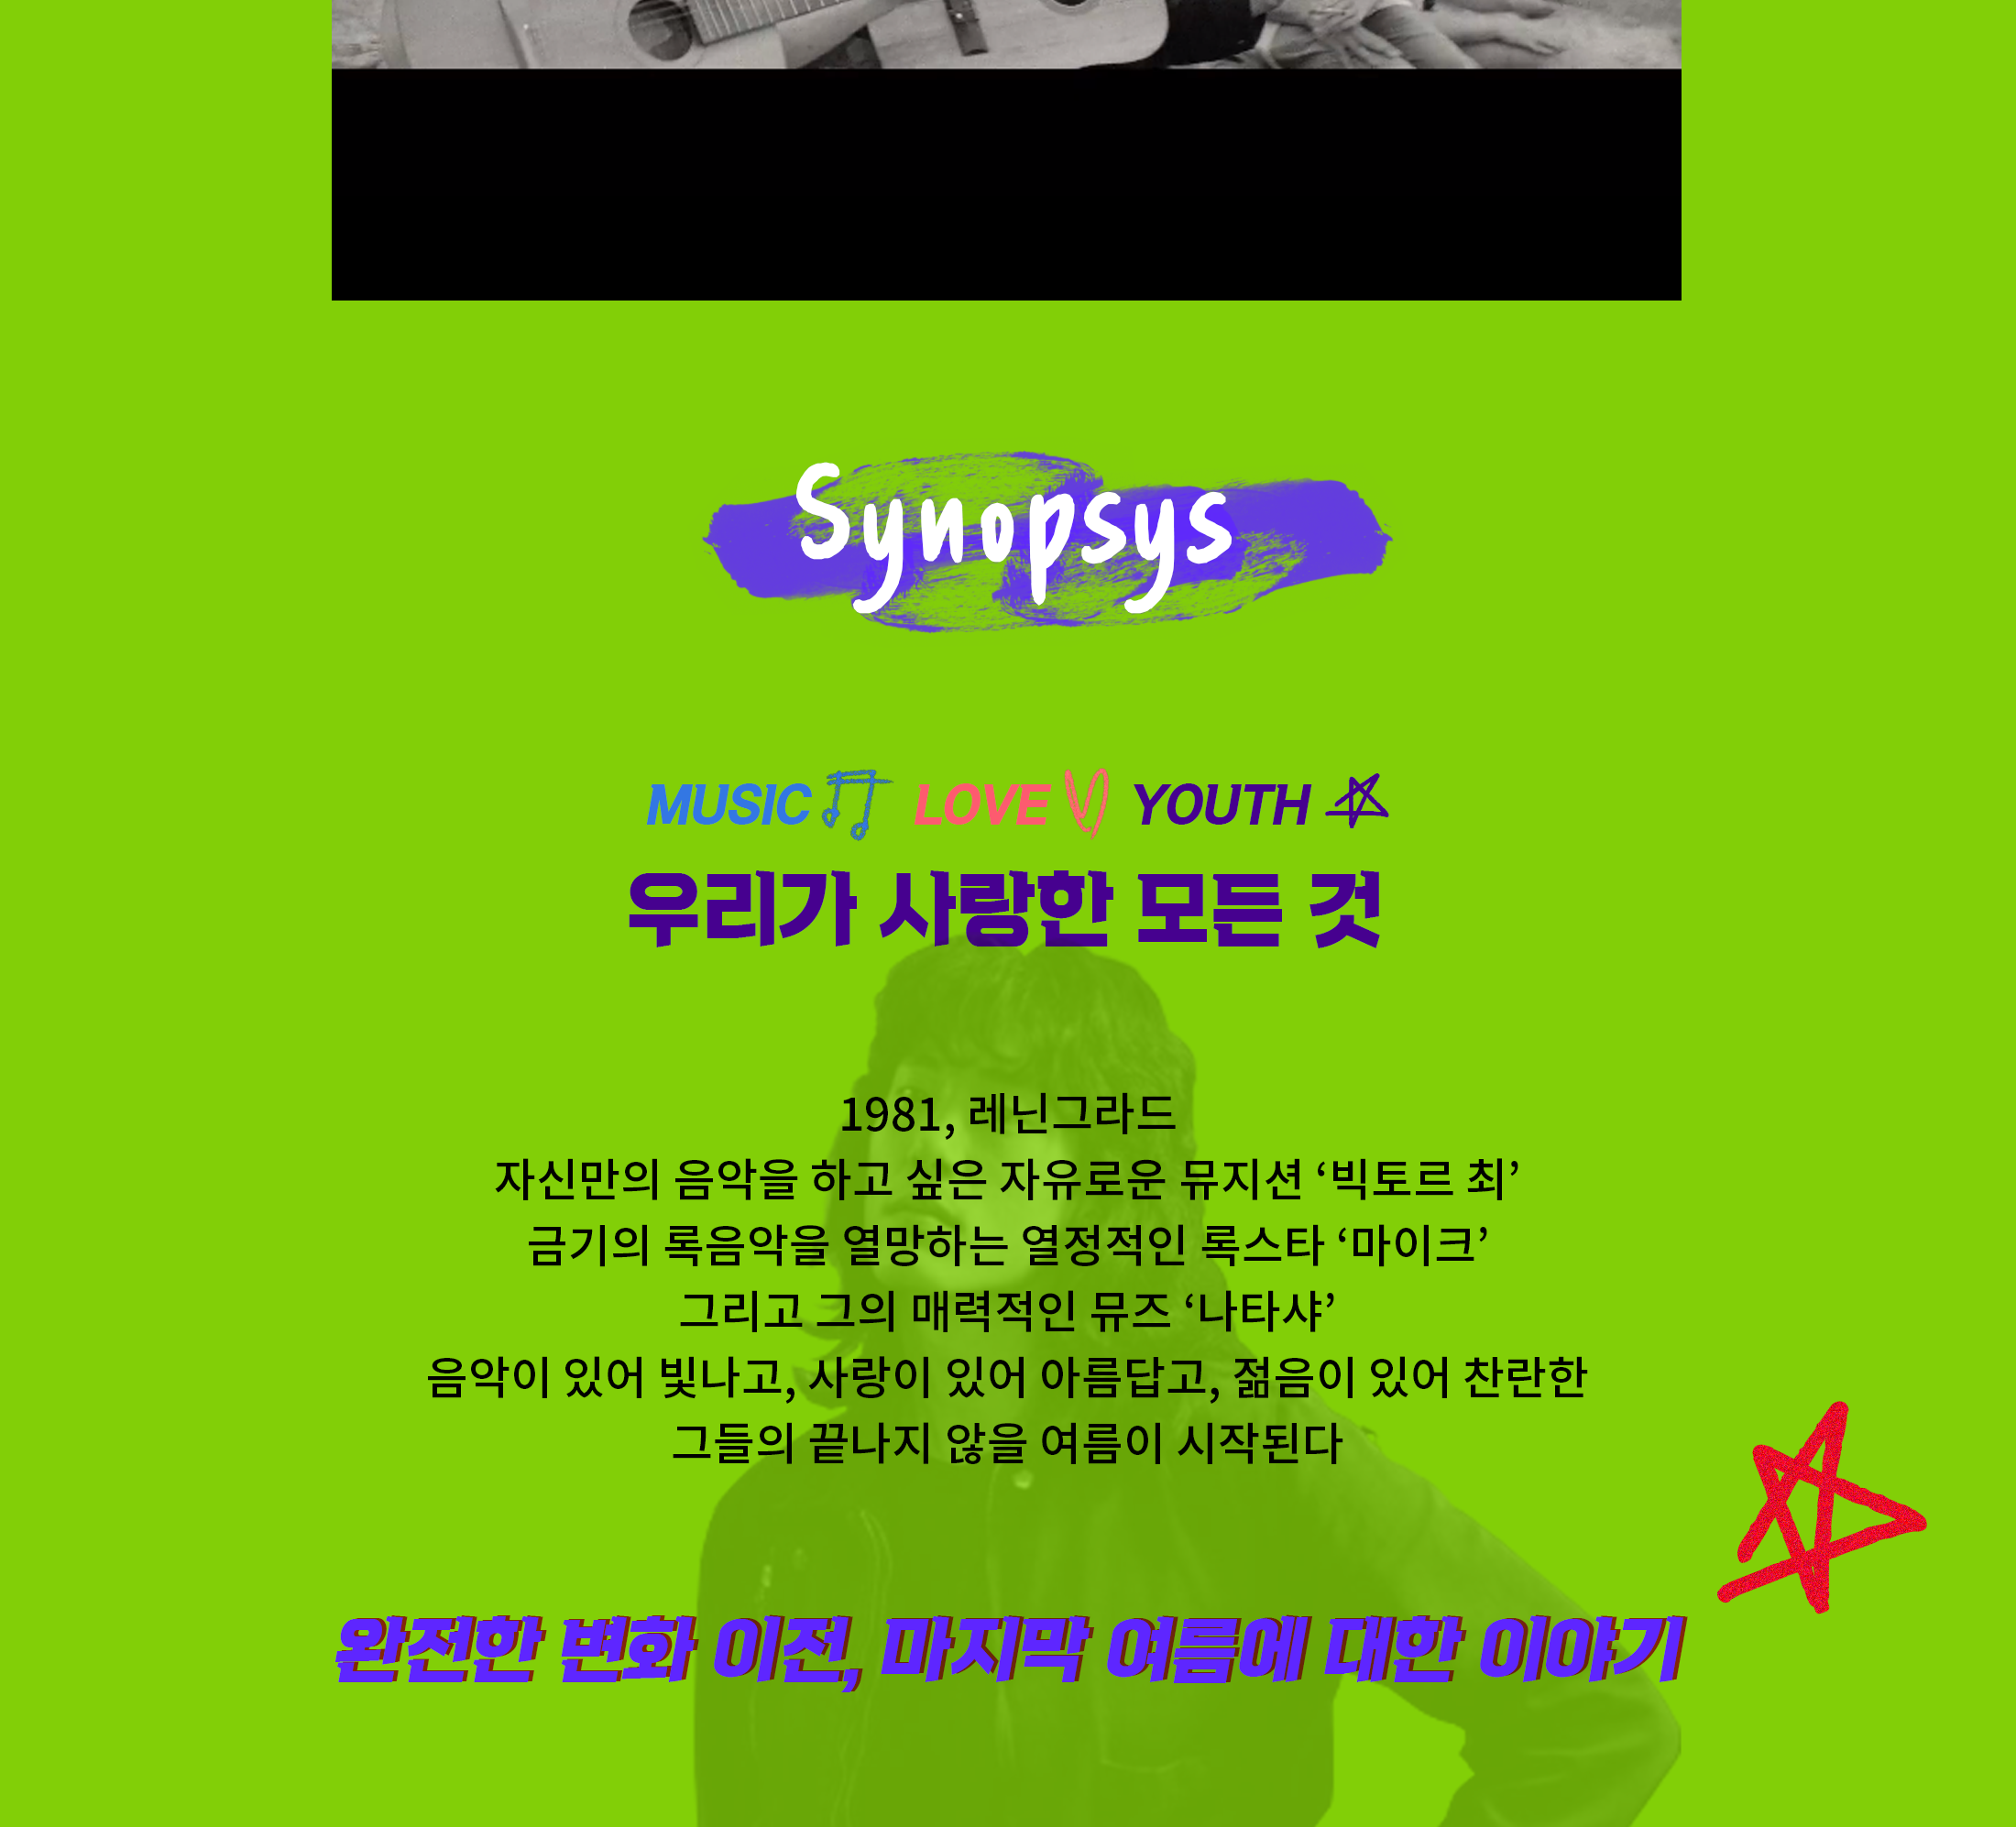 Synopsys
MUSIC LOVE YOUTH
우리가 사랑한 모든 것
1981, 레닌그라드
자신만의 음악을 하고 싶은 자유로운 뮤지션 ‘빅토르 최’
금기의 록음악을 열망하는 열정적인 록스타 ‘마이크’
그리고 그의 매력적인 뮤즈 ‘나타샤’
음악이 있어 빛나고, 사랑이 있어 아름답고, 젊음이 있어 찬란한
그들의 끝나지 않을 여름이 시작된다
완전한 변화 이전, 마지막 여름에 대한 이야기